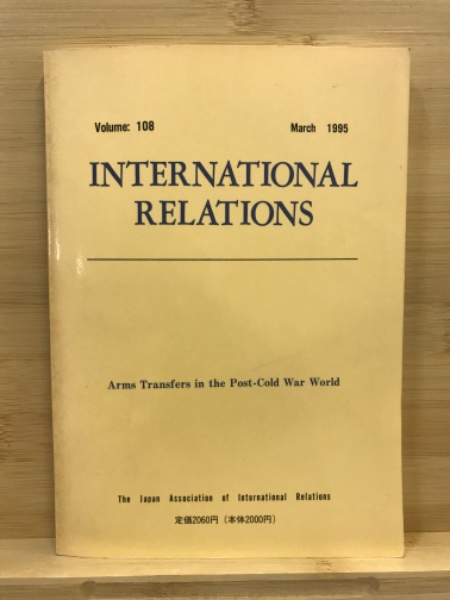 Volume: 108 March 1995
INTERNATIONAL
RELATIONS
Arms Transfers in the Post-Cold War World
The Japan Association of International Relations
定価2060円（本体2000円）